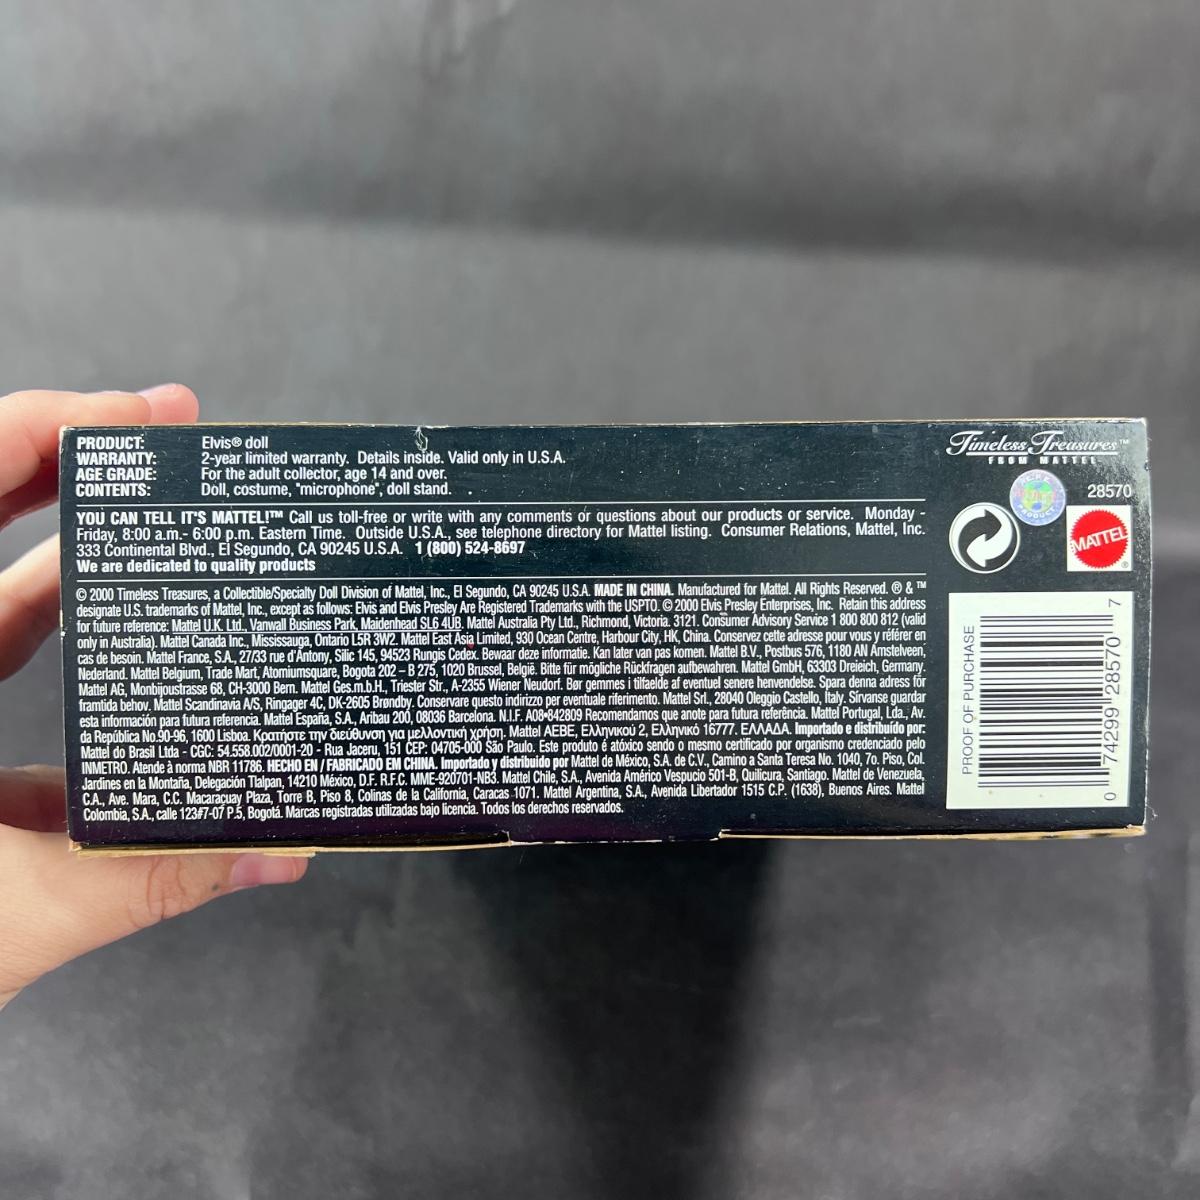 PRODUCT: Elvis® doll
WARRANTY: 2-year limited warranty. Details inside. Valid only in U.S.A.
AGE GRADE: For the adult collector, age 14 and over.
CONTENTS: Doll, costume, "microphone", doll stand.
YOU CAN TELL IT'S MATTEL!™ Call us toll-free or write with any comments or questions about our products or service. Monday -
Friday, 8:00 a.m.- 6:00 p.m. Eastern Time. Outside U.S.A., see telephone directory for Mattel listing. Consumer Relations, Mattel, Inc.
333 Continental Blvd., El Segundo, CA 90245 U.S.A. 1 (800) 524-8697
We are dedicated to quality products
© 2000 Timeless Treasures, a Collectible/Specialty Doll Division of Mattel, Inc., El Segundo, CA 90245 U.S.A. MADE IN CHINA. Manufactured for Mattel. All Rights Reserved. ® & ™
designate U.S. trademarks of Mattel, Inc., except as follows: Elvis and Elvis Presley Are Registered Trademarks with the USPTO. © 2000 Elvis Presley Enterprises, Inc. Retain this address
for future reference: Mattel U.K. Ltd., Vanwall Business Park, Maidenhead SL6 4UB. Mattel Australia Pty Ltd., Richmond, Victoria. 3121. Consumer Advisory Service 1 800 800 812 (valid
only in Australia). Mattel Canada Inc., Mississauga, Ontario L5R 3W2. Mattel East Asia Limited, 930 Ocean Centre, Harbour City, HK, China. Conservez cette adresse pour vous y référer en
cas de besoin. Mattel France, S.A., 27/33 rue d'Antony, Silic 145, 94523 Rungis Cedex. Bewaar deze informatie. Kan later van pas komen. Mattel B.V., Postbus 576, 1180 AN Amstelveen,
Nederland. Mattel Belgium, Trade Mart, Atomiumsquare, Bogota 202 – B 275, 1020 Brussel, België. Bitte für mögliche Rückfragen aufbewahren. Mattel GmbH, 63303 Dreieich, Germany.
Mattel AG, Monbijoustrasse 68, CH-3000 Bern. Mattel Ges.m.b.H., Triester Str., A-2355 Wiener Neudorf. Bør gemmes i tilfaelde af eventuel senere henvendelse. Spara denna adress för
framtida behov. Mattel Scandinavia A/S, Ringager 4C, DK-2605 Brøndby. Conservare questo indirizzo per eventuale riferimento. Mattel Srl., 28040 Oleggio Castello, Italy. Sírvanse guardar
esta información para futura referencia. Mattel España, S.A., Aribau 200, 08036 Barcelona. N.I.F. A08•842809 Recomendamos que anote para futura referência. Mattel Portugal, Lda., Av.
da República No.90-96, 1600 Lisboa. Κρατήστε την διεύθυνση για μελλοντική χρήση. Mattel AEBE, Ελληνικού 2, Ελληνικό 16777. ΕΛΛΑΔΑ. Importado e distribuido por:
Mattel do Brasil Ltda - CGC: 54.558.002/0001-20 - Rua Jaceru, 151 CEP: 04705-000 São Paulo. Este produto é atóxico sendo o mesmo certificado por organismo credenciado pelo
INMETRO. Atende à norma NBR 11786. HECHO EN / FABRICADO EM CHINA. Importado y distribuido por Mattel de México, S.A. de C.V., Camino a Santa Teresa No. 1040, 7o. Piso, Col.
Jardines en la Montaña, Delegación Tlalpan, 14210 México, D.F. R.F.C. MME-920701-NB3. Mattel Chile, S.A., Avenida Américo Vespucio 501-B, Quilicura, Santiago. Mattel de Venezuela,
C.A., Ave. Mara, C.C. Macaracuay Plaza, Torre B, Piso 8, Colinas de la California, Caracas 1071. Mattel Argentina, S.A., Avenida Libertador 1515 C.P. (1638), Buenos Aires. Mattel
Colombia, S.A., calle 123#7-07 P.5, Bogotá. Marcas registradas utilizadas bajo licencia. Todos los derechos reservados.
Timeless Treasures™
FROM MATTEL
28570
MATTEL®
PROOF OF PURCHASE
0 74299 28570 7